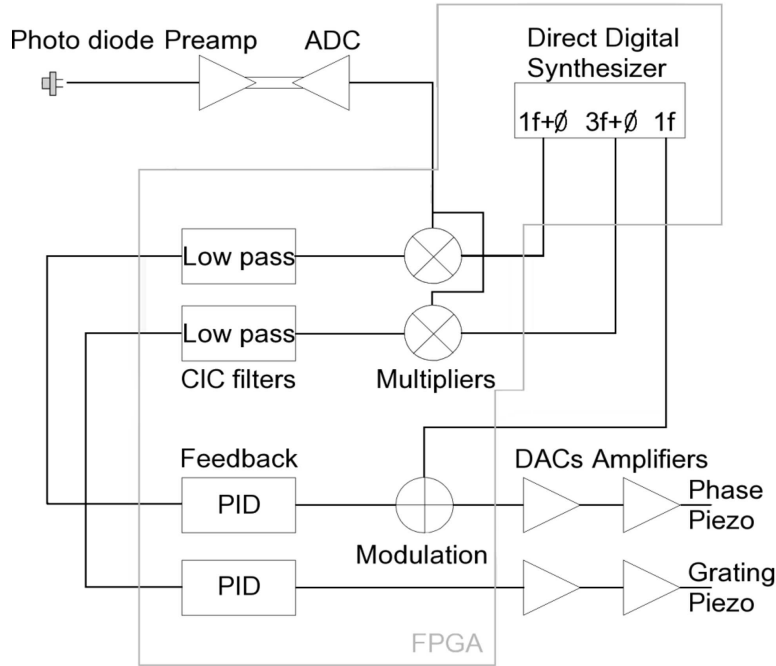 Photo diode Preamp ADC
Direct Digital
Synthesizer
1f+Ø 3f+Ø 1f
Low pass
Low pass
CIC filters Multipliers
Feedback DACs Amplifiers
PID Phase
Piezo
Modulation
PID Grating
Piezo
FPGA